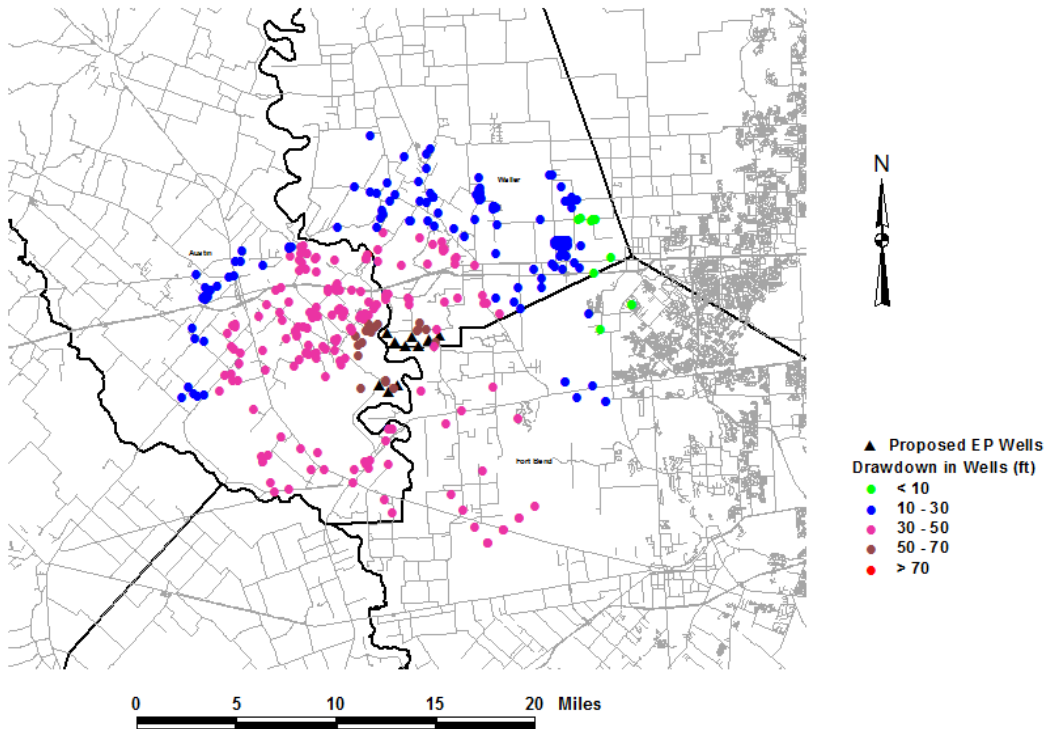 Waller
N
Austin
Proposed EP Wells
Drawdown in Wells (ft)
< 10
10 - 30
Fort Bend
30 - 50
50 - 70
> 70
0 5 10 15 20 Miles